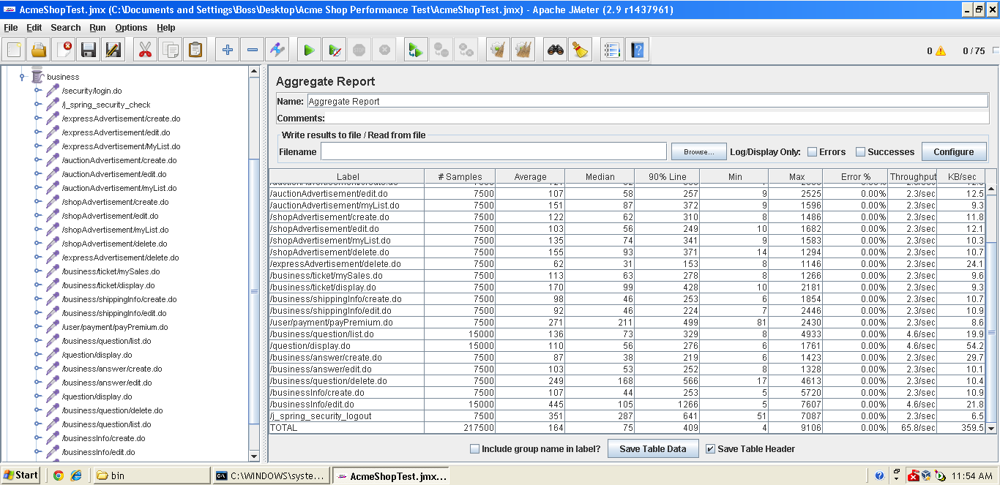 AcmeShopTest.jmx (C:\Documents and Settings\Boss\Desktop\Acme Shop Performance Test\AcmeShopTest.jmx) - Apache JMeter (2.9 r1437961)
File Edit Search Run Options Help
0 0 / 75
business
/security/login.do
/j_spring_security_check
/expressAdvertisement/create.do
/expressAdvertisement/edit.do
/expressAdvertisement/MyList.do
/auctionAdvertisement/create.do
/auctionAdvertisement/edit.do
/auctionAdvertisement/myList.do
/shopAdvertisement/create.do
/shopAdvertisement/edit.do
/shopAdvertisement/myList.do
/shopAdvertisement/delete.do
/expressAdvertisement/delete.do
/business/ticket/mySales.do
/business/ticket/display.do
/business/shippingInfo/create.do
/business/shippingInfo/edit.do
/user/payment/payPremium.do
/business/question/list.do
/question/display.do
/business/answer/create.do
/business/answer/edit.do
/question/display.do
/business/question/delete.do
/business/question/list.do
/businessInfo/create.do
/businessInfo/edit.do
Aggregate Report
Name: Aggregate Report
Comments:
Write results to file / Read from file
Filename Browse... Log/Display Only: Errors Successes Configure
Label # Samples Average Median 90% Line Min Max Error % Throughput KB/sec
/auctionAdvertisement/edit.do 7500 107 58 257 9 2525 0.00% 2.3/sec 12.5
/auctionAdvertisement/myList.do 7500 151 87 372 9 1596 0.00% 2.3/sec 9.3
/shopAdvertisement/create.do 7500 122 62 310 8 1486 0.00% 2.3/sec 11.8
/shopAdvertisement/edit.do 7500 103 56 249 10 1682 0.00% 2.3/sec 12.1
/shopAdvertisement/myList.do 7500 135 74 341 9 1583 0.00% 2.3/sec 10.3
/shopAdvertisement/delete.do 7500 155 93 371 14 1294 0.00% 2.3/sec 10.7
/expressAdvertisement/delete.do 7500 62 31 153 8 1146 0.00% 2.3/sec 24.1
/business/ticket/mySales.do 7500 113 63 278 8 1266 0.00% 2.3/sec 9.6
/business/ticket/display.do 7500 170 99 428 10 2181 0.00% 2.3/sec 9.3
/business/shippingInfo/create.do 7500 98 46 253 6 1854 0.00% 2.3/sec 10.7
/business/shippingInfo/edit.do 7500 92 46 224 7 2446 0.00% 2.3/sec 10.9
/user/payment/payPremium.do 7500 271 211 499 81 2430 0.00% 2.3/sec 8.6
/business/question/list.do 15000 136 73 329 8 4933 0.00% 4.6/sec 19.9
/question/display.do 15000 110 56 276 6 1761 0.00% 4.6/sec 54.2
/business/answer/create.do 7500 87 38 219 6 1423 0.00% 2.3/sec 29.7
/business/answer/edit.do 7500 103 53 252 8 1328 0.00% 2.3/sec 10.1
/business/question/delete.do 7500 249 168 566 17 4613 0.00% 2.3/sec 10.4
/businessInfo/create.do 7500 107 44 253 5 5720 0.00% 2.3/sec 10.9
/businessInfo/edit.do 15000 445 105 1266 5 7607 0.00% 4.6/sec 21.8
/j_spring_security_logout 7500 351 287 641 51 7087 0.00% 2.3/sec 6.5
TOTAL 217500 164 75 409 4 9106 0.00% 65.8/sec 359.5
Include group name in label? Save Table Data Save Table Header
Start bin C:\WINDOWS\syste... AcmeShopTest.jmx... 11:54 AM